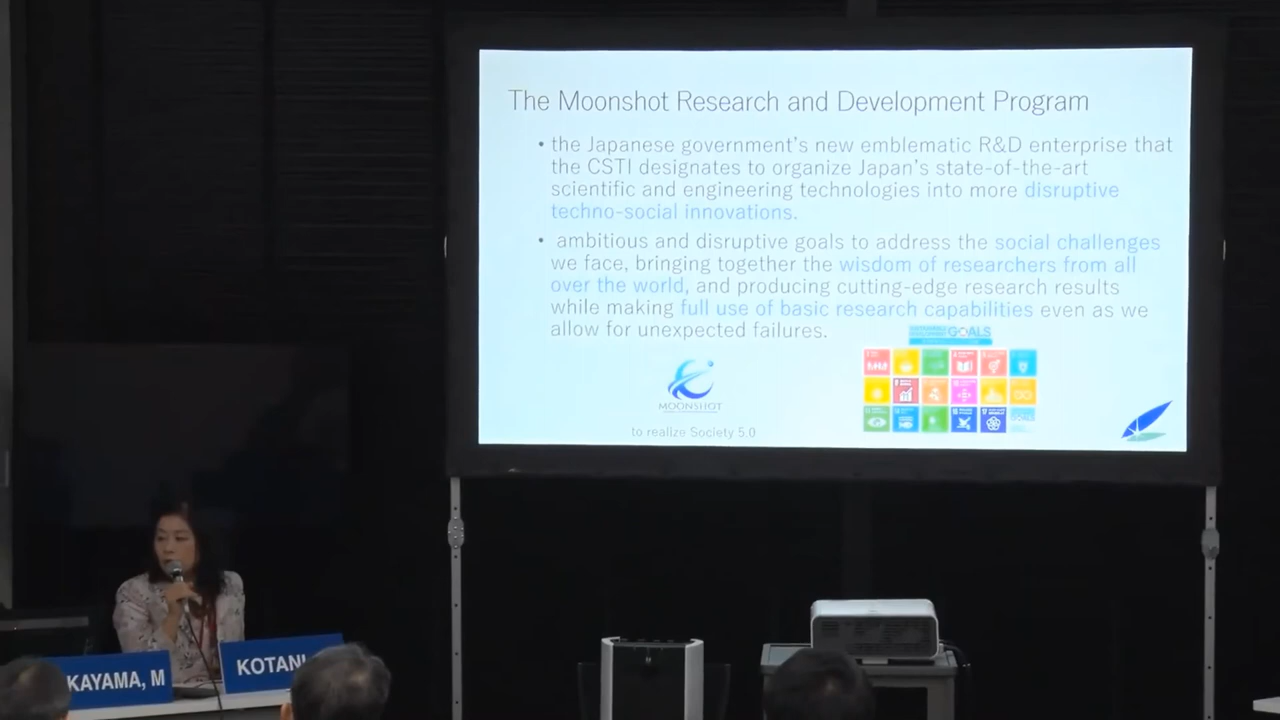 The Moonshot Research and Development Program
• the Japanese government's new emblematic R&D enterprise that
the CSTI designates to organize Japan's state-of-the-art
scientific and engineering technologies into more disruptive
techno-social innovations.
• ambitious and disruptive goals to address the social challenges
we face, bringing together the wisdom of researchers from all
over the world, and producing cutting-edge research results
while making full use of basic research capabilities even as we
allow for unexpected failures.
GOALS
MOONSHOT
to realize Society 5.0
KAYAMA, M
KOTANI